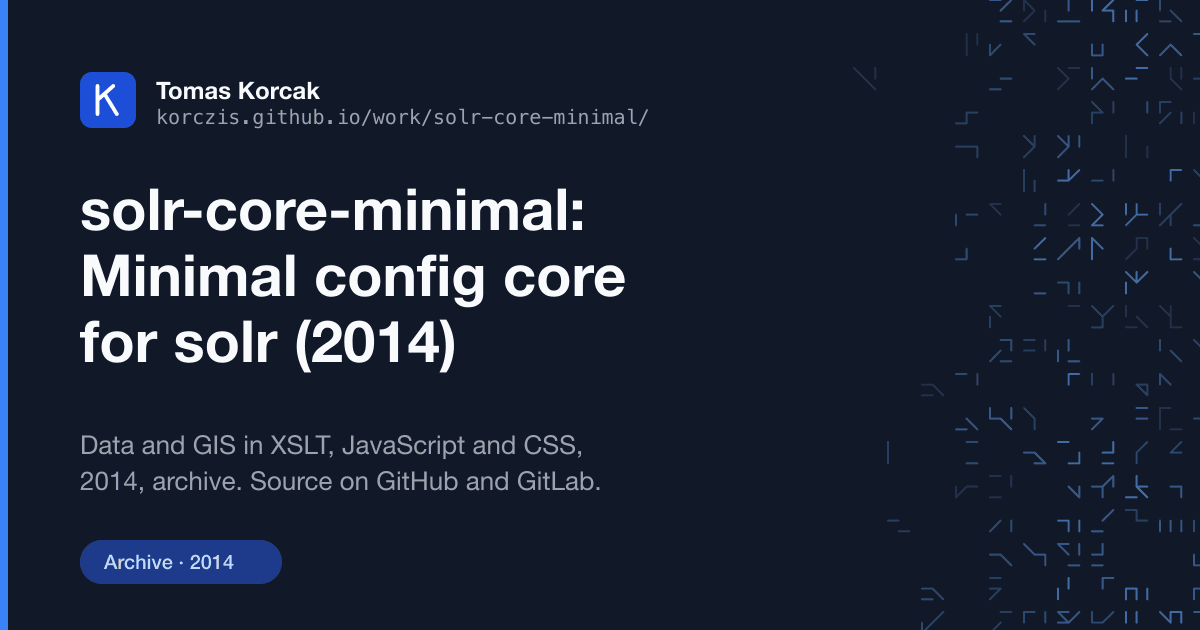 K
Tomas Korcak
korczis.github.io/work/solr-core-minimal/
solr-core-minimal:
Minimal config core
for solr (2014)
Data and GIS in XSLT, JavaScript and CSS,
2014, archive. Source on GitHub and GitLab.
Archive · 2014